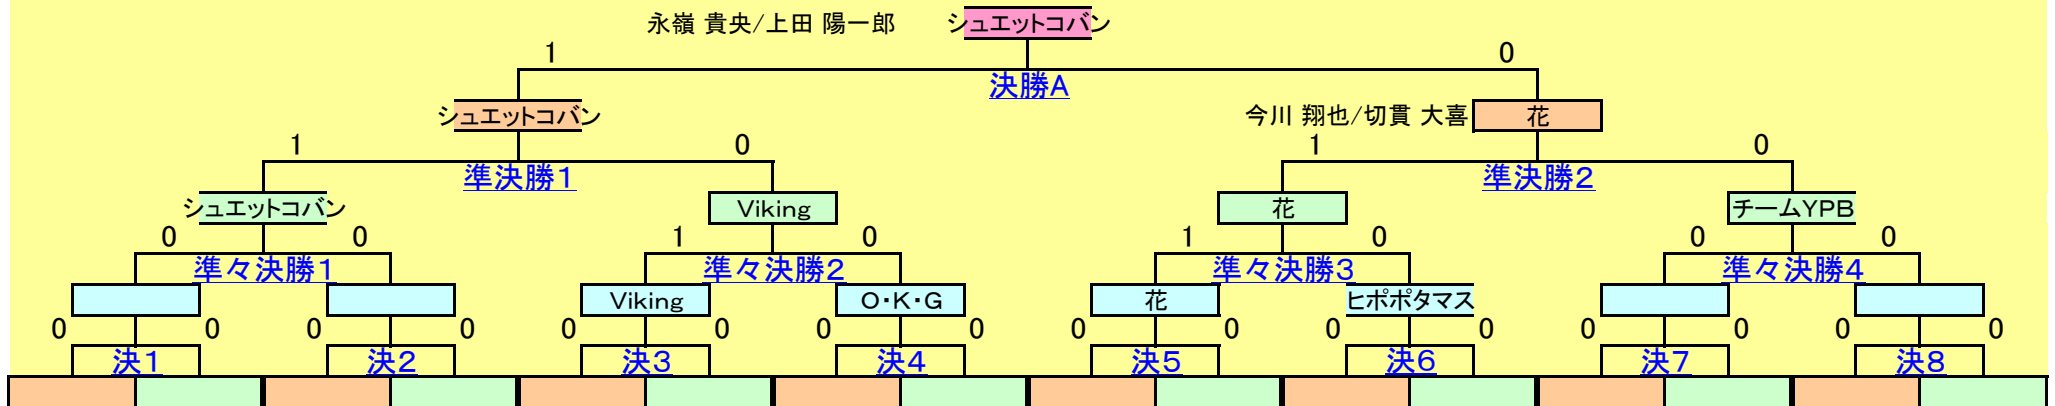 永嶺 貴央/上田 陽一郎 シュエットコバン
1 0
決勝A
シュエットコバン 今川 翔也/切貫 大喜 花
1 0 1 0
準決勝1 準決勝2
シュエットコバン Viking 花 チームYPB
0 0 1 0 1 0 0 0
準々決勝1 準々決勝2 準々決勝3 準々決勝4
Viking O・K・G 花 ヒポポタマス
0 0 0 0 0 0 0 0 0 0 0 0 0 0 0 0
決1 決2 決3 決4 決5 決6 決7 決8